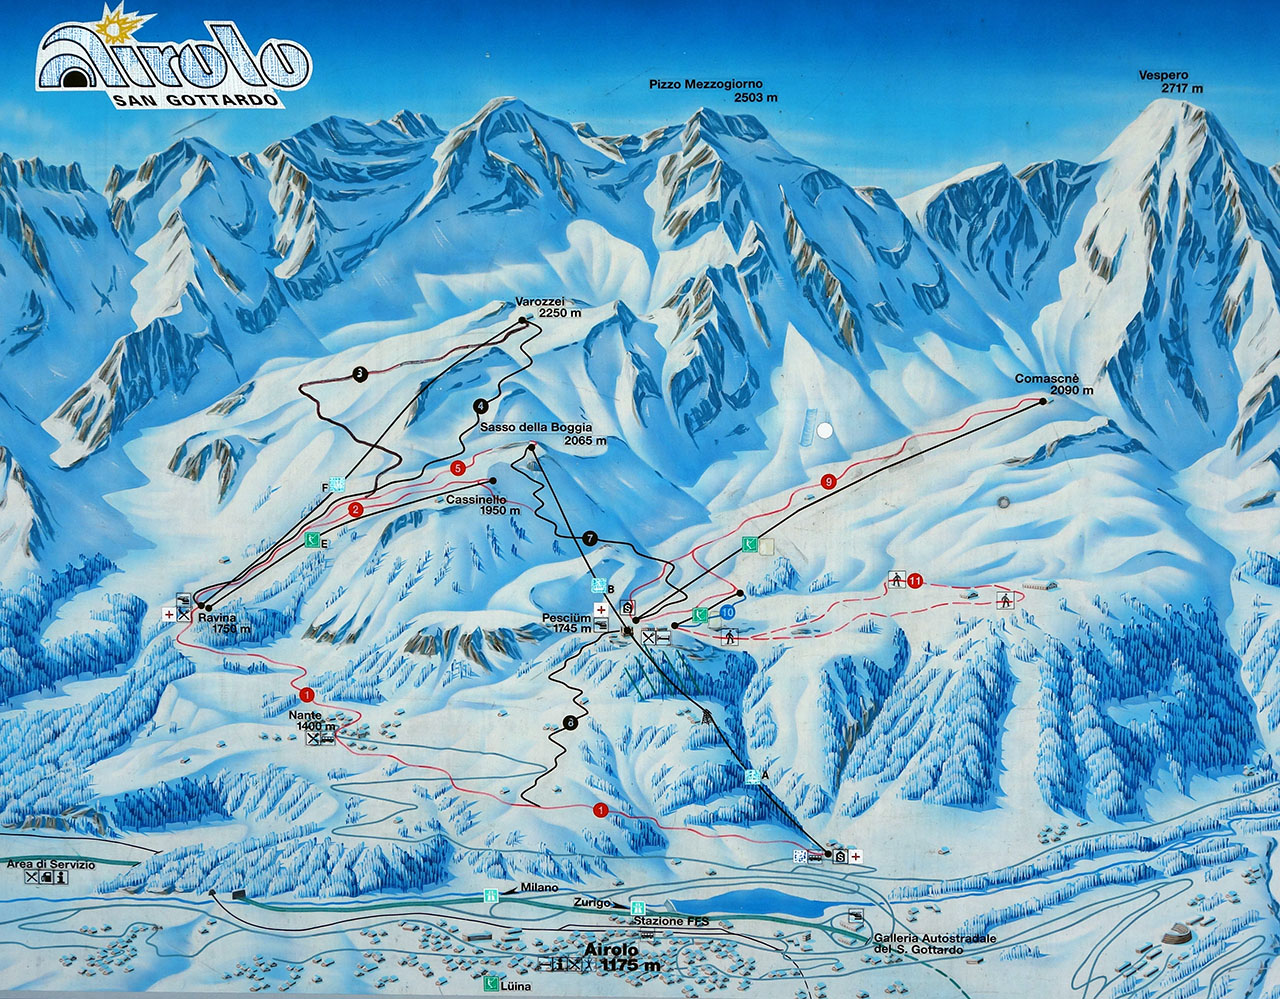 Airolo
SAN GOTTARDO
Pizzo Mezzogiorno
2503 m
Vespero
2717 m
Varozzei
2250 m
3
4
Comascnè
2090 m
Sasso della Boggia
2065 m
5
9
F
Cassinello
1950 m
2
7
E
B
11
Ravina
1750 m
Pesciüm
1745 m
10
1
Nante
1400 m
6
A
1
Area di Servizio
Milano
Zurigo
Stazione FFS
Galleria Autostradale
del S. Gottardo
Airolo
1175 m
Lüina